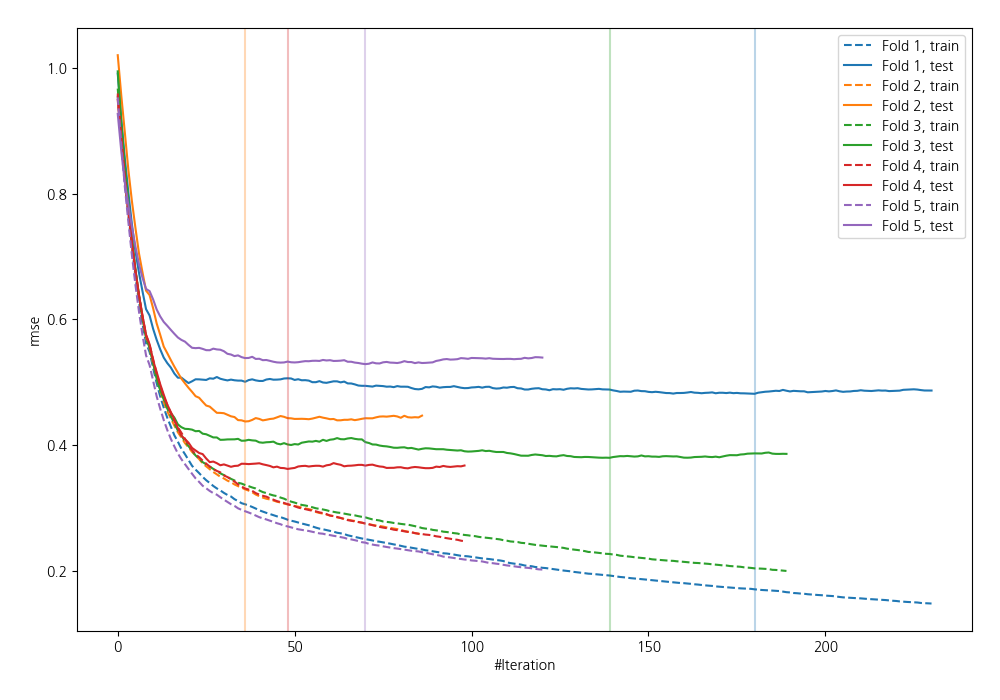 Fold 1, train
Fold 1, test
Fold 2, train
Fold 2, test
Fold 3, train
Fold 3, test
Fold 4, train
Fold 4, test
Fold 5, train
Fold 5, test
1.0
0.8
0.6
0.4
0.2
rmse
0 50 100 150 200
#Iteration